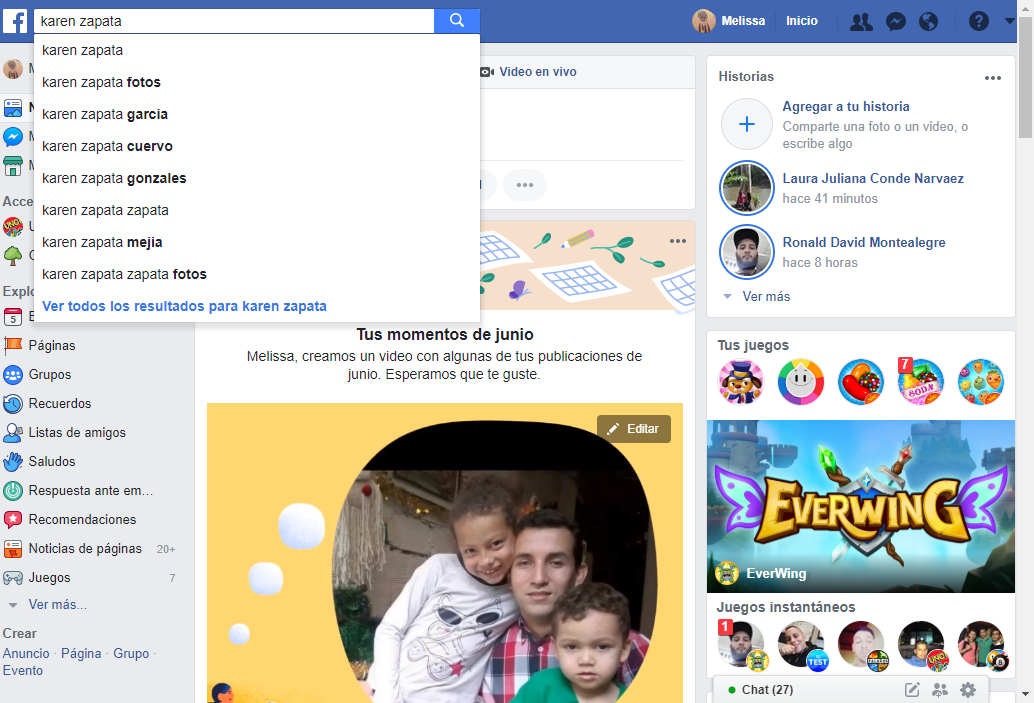 karen zapata
Melissa
Inicio
karen zapata
karen zapata fotos
karen zapata garcia
karen zapata cuervo
karen zapata gonzales
karen zapata zapata
karen zapata mejia
karen zapata zapata fotos
Ver todos los resultados para karen zapata
Acce
Explo
5
Páginas
Grupos
Recuerdos
Listas de amigos
Saludos
Respuesta ante em...
Recomendaciones
Noticias de páginas 20+
Juegos 7
Ver más...
Crear
Anuncio · Página · Grupo ·
Evento
Video en vivo
Tus momentos de junio
Melissa, creamos un video con algunas de tus publicaciones de
junio. Esperamos que te guste.
Editar
Historias
Agregar a tu historia
Comparte una foto o un video, o
escribe algo
Laura Juliana Conde Narvaez
hace 41 minutos
Ronald David Montealegre
hace 8 horas
Ver más
Tus juegos
7
SODA
EVERWING
EverWing
Juegos instantáneos
1
TEST
UNO
8
Chat (27)